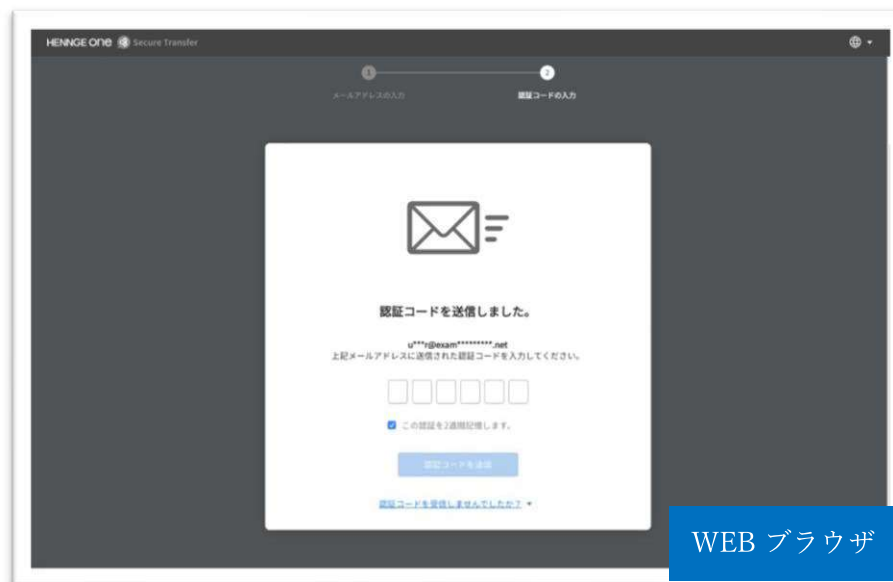 HENNGE one Secure Transfer
1
2
メールアドレスの入力
認証コードの入力
認証コードを送信しました。
u***r@exam*********.net
上記メールアドレスに送信された認証コードを入力してください。
この認証を2週間記憶します。
認証コードを送信
認証コードを受信しませんでしたか?
WEB ブラウザ